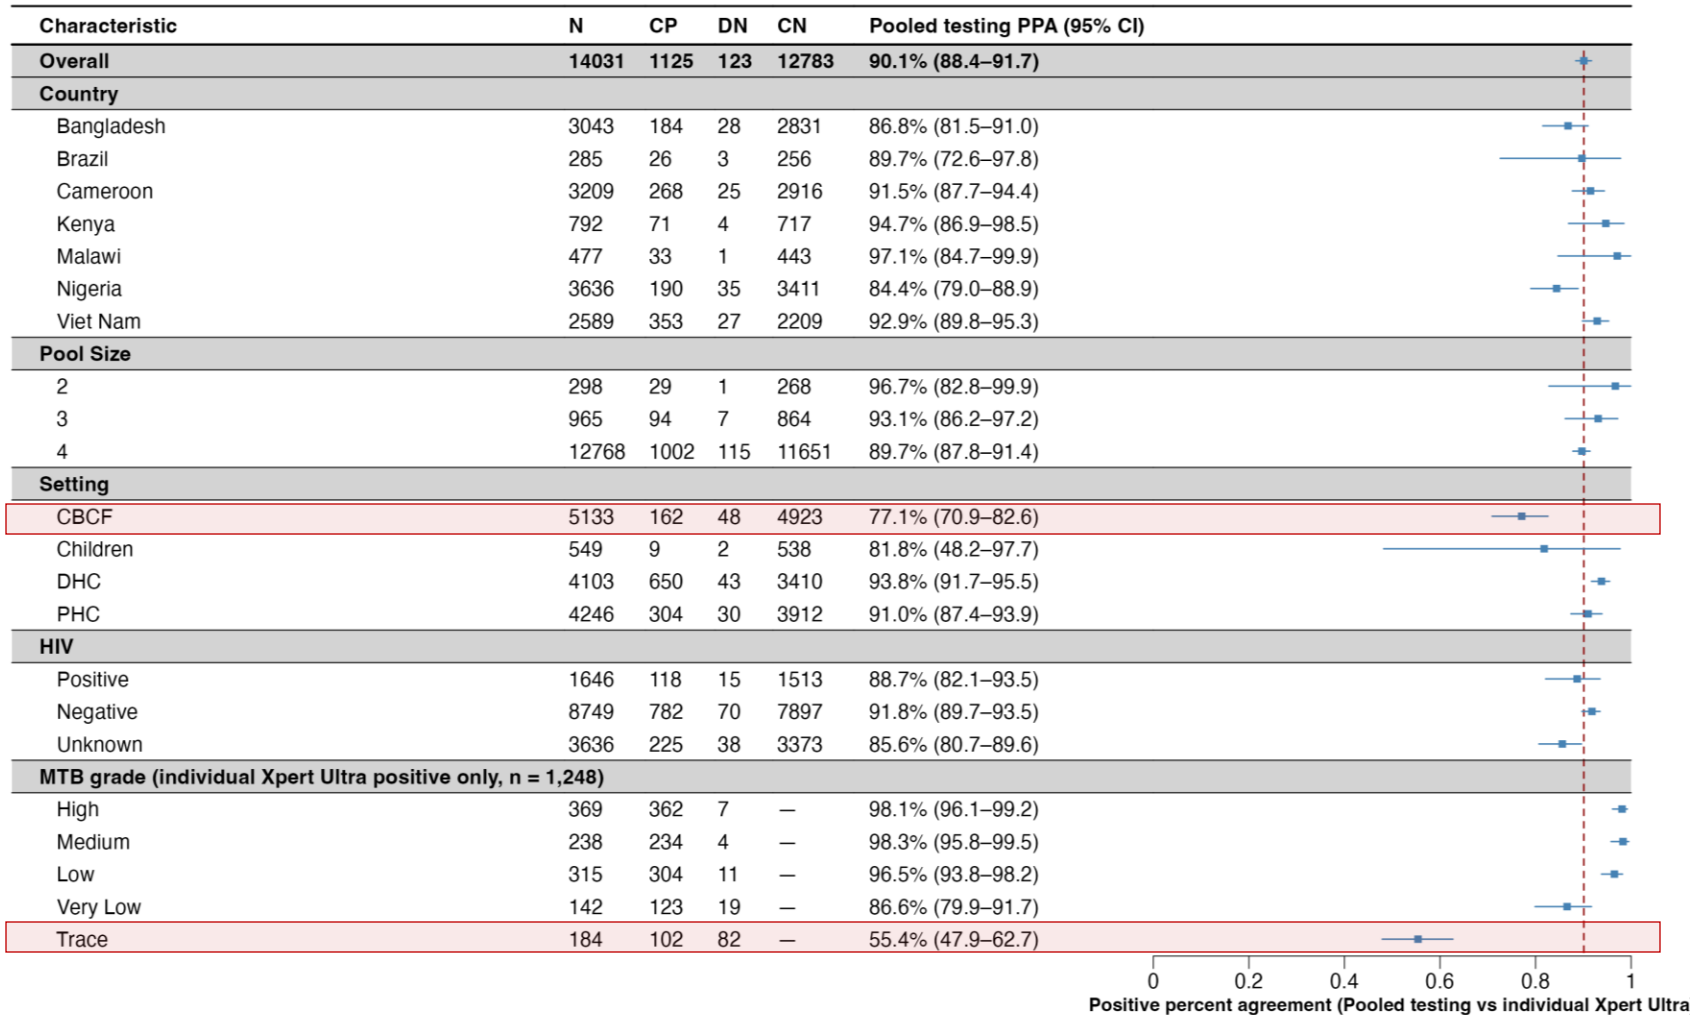 Characteristic N CP DN CN Pooled testing PPA (95% CI)
Overall 14031 1125 123 12783 90.1% (88.4–91.7)
Country
Bangladesh 3043 184 28 2831 86.8% (81.5–91.0)
Brazil 285 26 3 256 89.7% (72.6–97.8)
Cameroon 3209 268 25 2916 91.5% (87.7–94.4)
Kenya 792 71 4 717 94.7% (86.9–98.5)
Malawi 477 33 1 443 97.1% (84.7–99.9)
Nigeria 3636 190 35 3411 84.4% (79.0–88.9)
Viet Nam 2589 353 27 2209 92.9% (89.8–95.3)
Pool Size
2 298 29 1 268 96.7% (82.8–99.9)
3 965 94 7 864 93.1% (86.2–97.2)
4 12768 1002 115 11651 89.7% (87.8–91.4)
Setting
CBCF 5133 162 48 4923 77.1% (70.9–82.6)
Children 549 9 2 538 81.8% (48.2–97.7)
DHC 4103 650 43 3410 93.8% (91.7–95.5)
PHC 4246 304 30 3912 91.0% (87.4–93.9)
HIV
Positive 1646 118 15 1513 88.7% (82.1–93.5)
Negative 8749 782 70 7897 91.8% (89.7–93.5)
Unknown 3636 225 38 3373 85.6% (80.7–89.6)
MTB grade (individual Xpert Ultra positive only, n = 1,248)
High 369 362 7 — 98.1% (96.1–99.2)
Medium 238 234 4 — 98.3% (95.8–99.5)
Low 315 304 11 — 96.5% (93.8–98.2)
Very Low 142 123 19 — 86.6% (79.9–91.7)
Trace 184 102 82 — 55.4% (47.9–62.7)
0 0.2 0.4 0.6 0.8 1
Positive percent agreement (Pooled testing vs individual Xpert Ultra